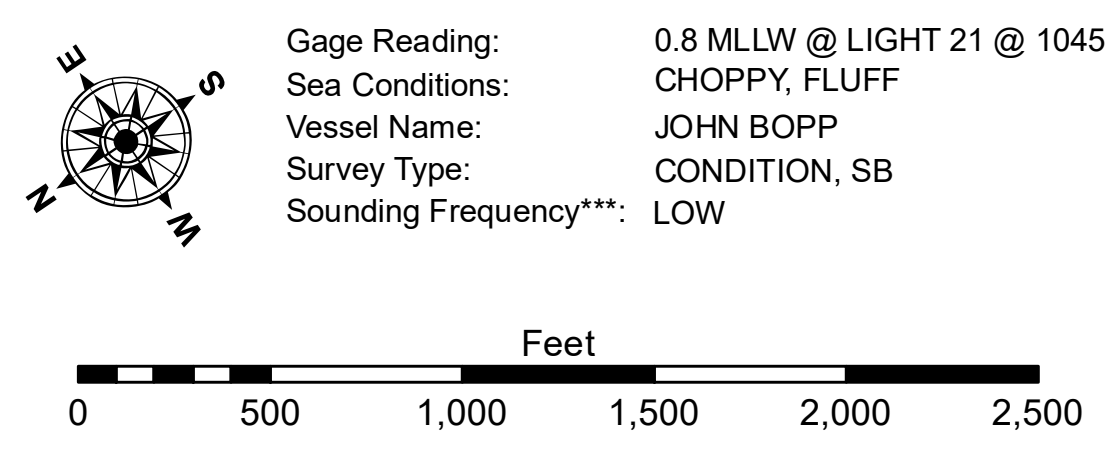 E
S
N
W
Gage Reading: 0.8 MLLW @ LIGHT 21 @ 1045
Sea Conditions: CHOPPY, FLUFF
Vessel Name: JOHN BOPP
Survey Type: CONDITION, SB
Sounding Frequency***: LOW
Feet
0 500 1,000 1,500 2,000 2,500